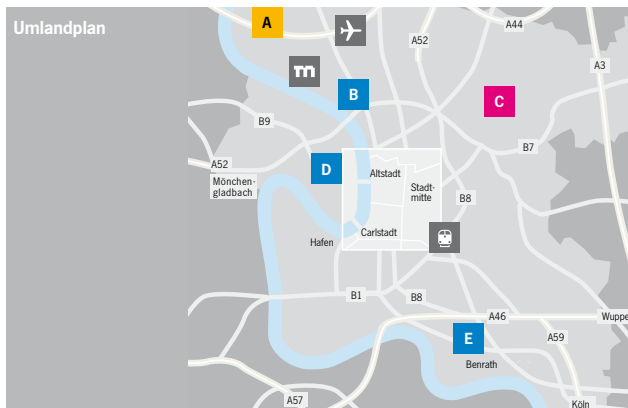 Umlandplan
A
A44
A52
A3
m
B
C
B9
B7
A52
D
Altstadt
Mönchen-
gladbach
Stadt-
mitte
B8
Carlstadt
Hafen
B1
B8
A46
Wuppe
A59
E
Benrath
A57
Köln